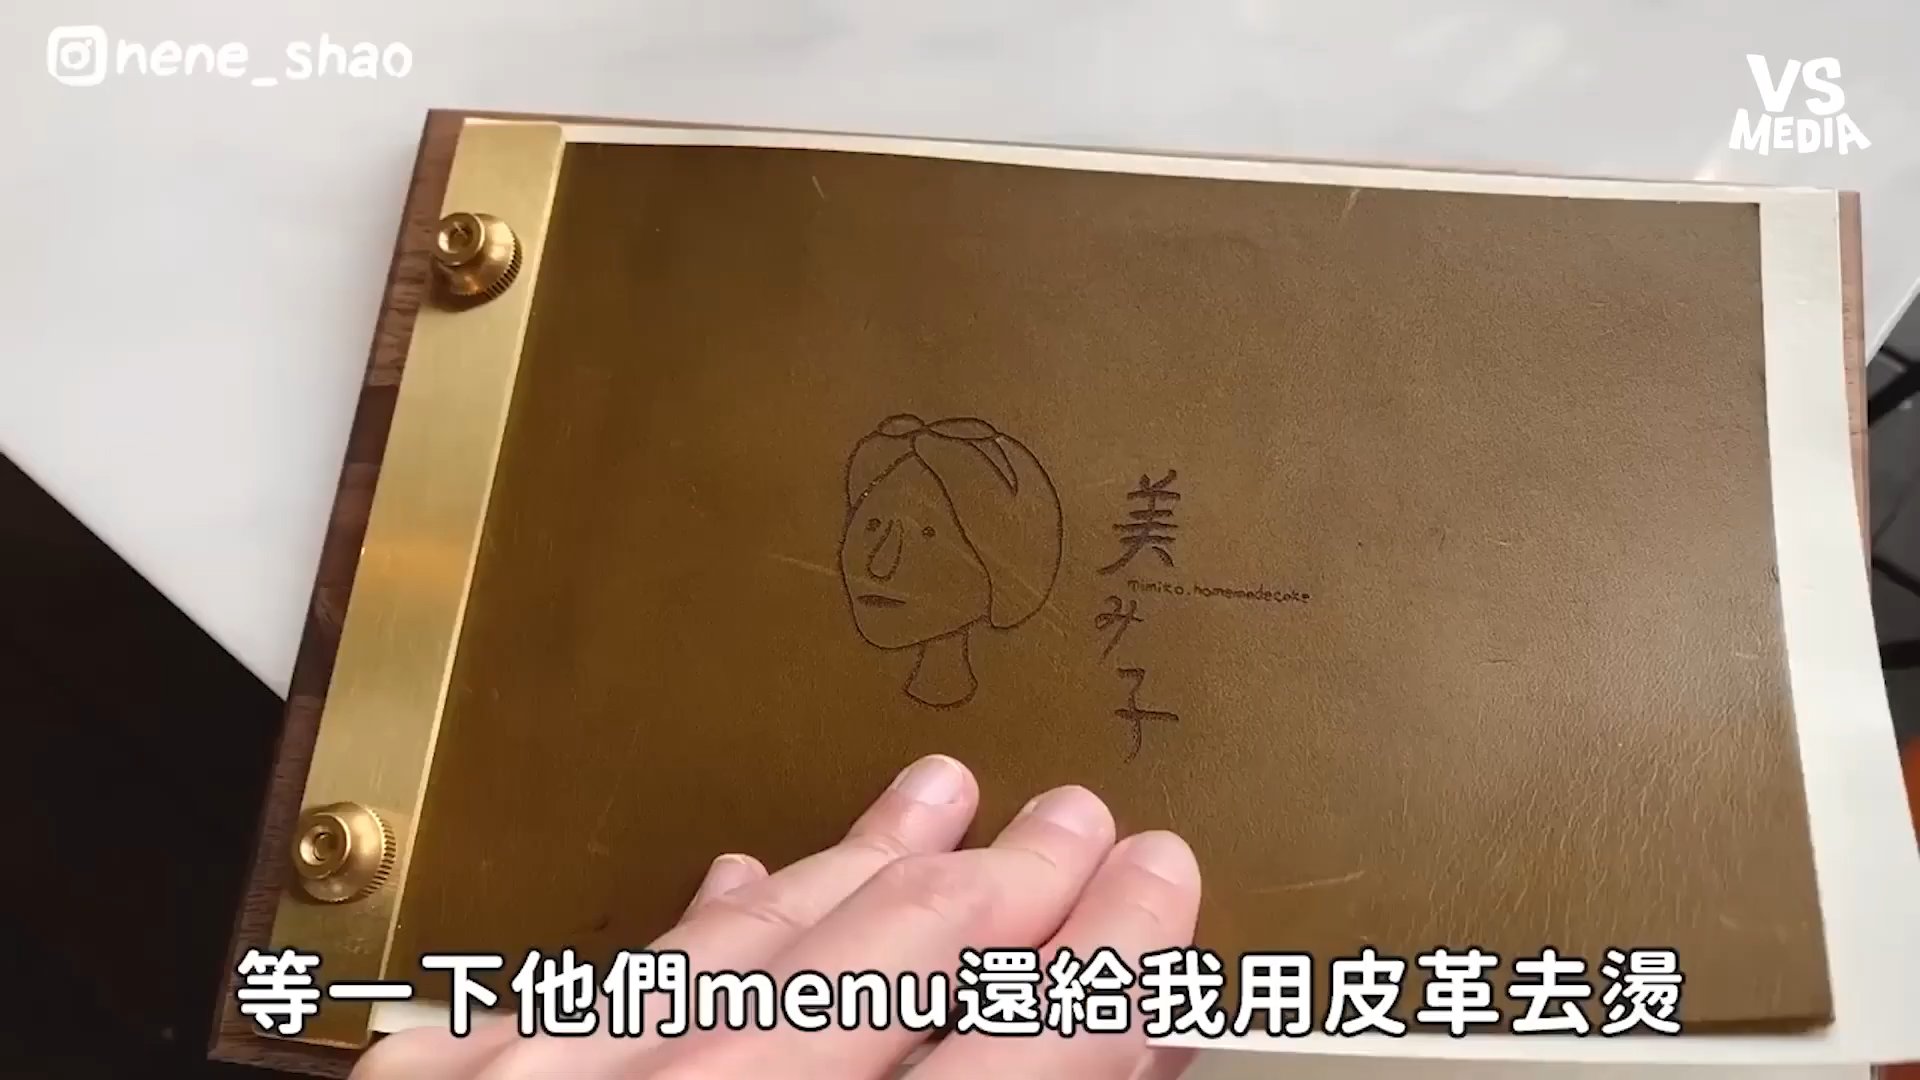 nene_shao
VS
MEDIA
美
mimiko.homemadecake
み
子
等一下他們menu還給我用皮革去燙